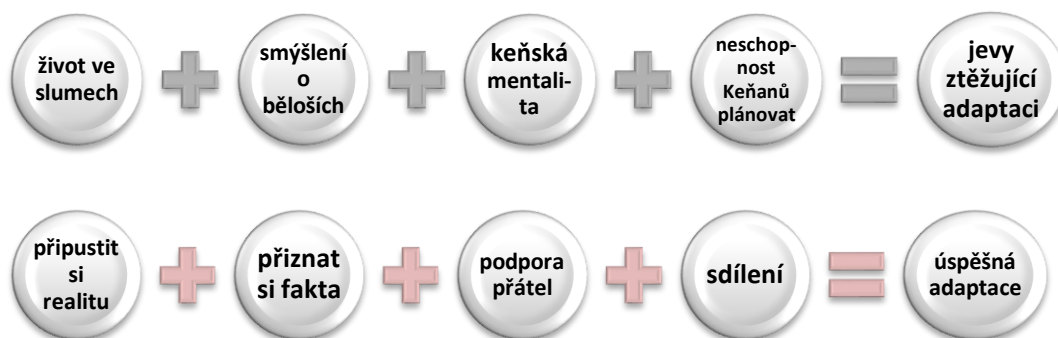 život ve
slumech
smýšlení
o
běloších
keňská
mentali-
ta
neschop-
nost
Keňanů
plánovat
jevy
ztěžující
adaptaci
připustit
si
realitu
přiznat
si fakta
podpora
přátel
sdílení
úspěšná
adaptace